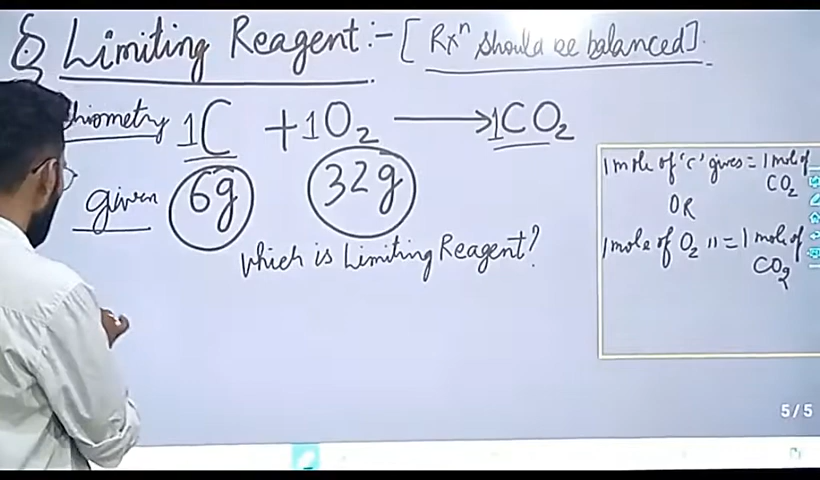 § Limiting Reagent:- [Rxⁿ should be balanced].
1C + 1O₂ → 1CO₂
given 6g 32g
which is Limiting Reagent?
1 mole of 'C' gives = 1 mol of
CO₂
OR
1 mole of O₂ " = 1 mole of
CO₂
5/5